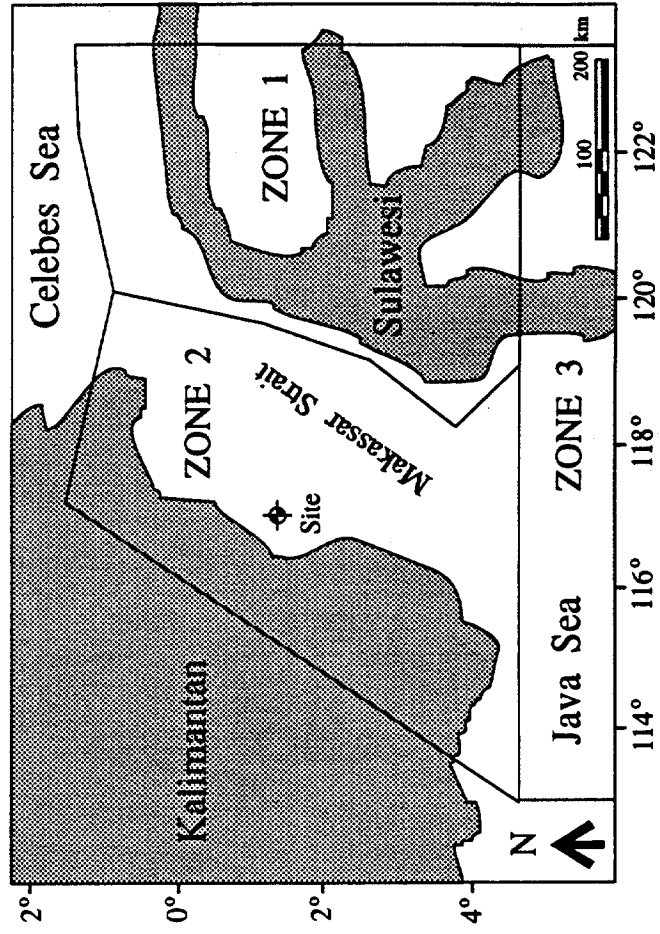 Celebes Sea
Kalimantan
ZONE 2
ZONE 1
Site
Makassar Strait
Sulawesi
Java Sea
ZONE 3
N
100
200 km
2°
0°
2°
4°
114°
116°
118°
120°
122°